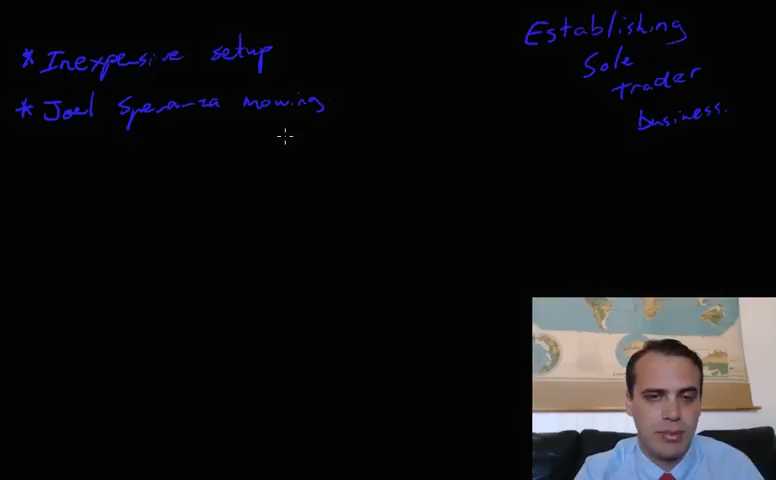 * Inexpensive setup
* Joel Speranza mowing.
Establishing
Sole
trader
business.